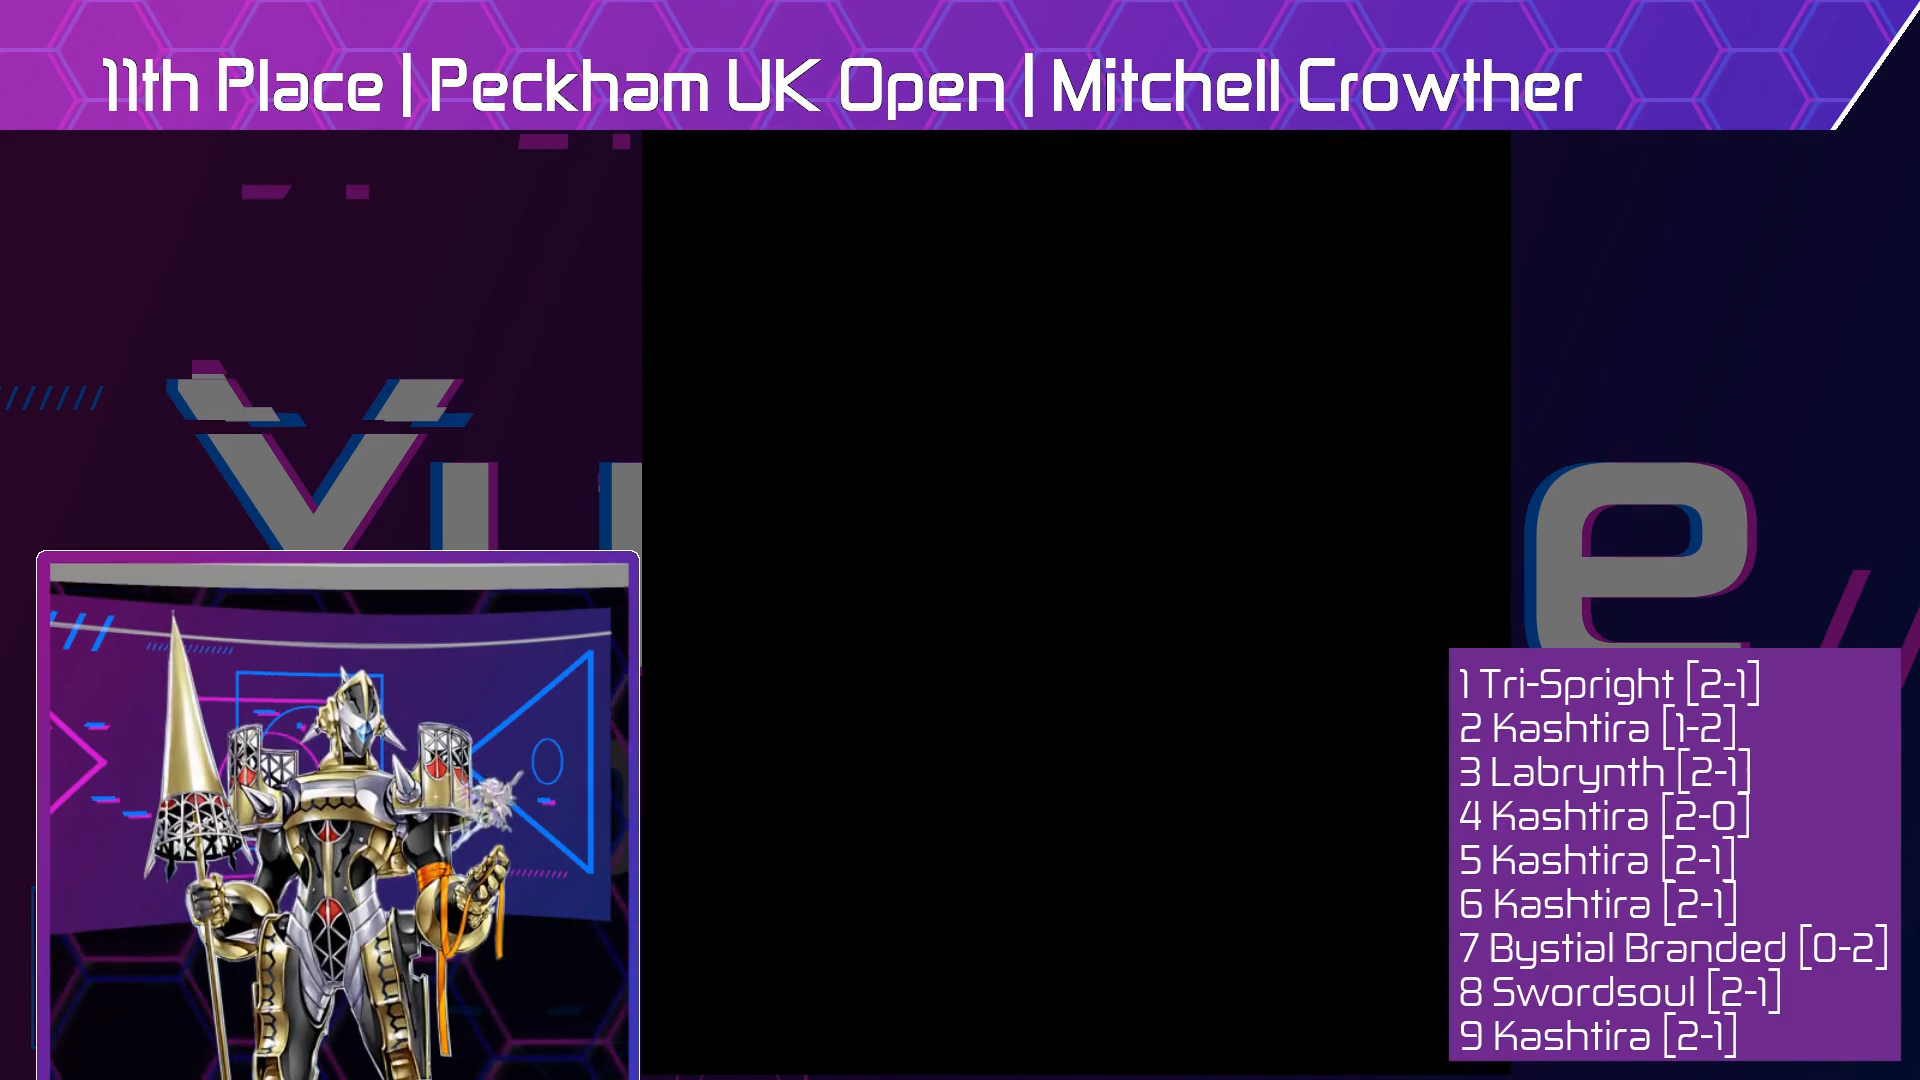 11th Place | Peckham UK Open | Mitchell Crowther
1 Tri-Spright [2-1]
2 Kashtira [1-2]
3 Labrynth [2-1]
4 Kashtira [2-0]
5 Kashtira [2-1]
6 Kashtira [2-1]
7 Bystial Branded [0-2]
8 Swordsoul [2-1]
9 Kashtira [2-1]